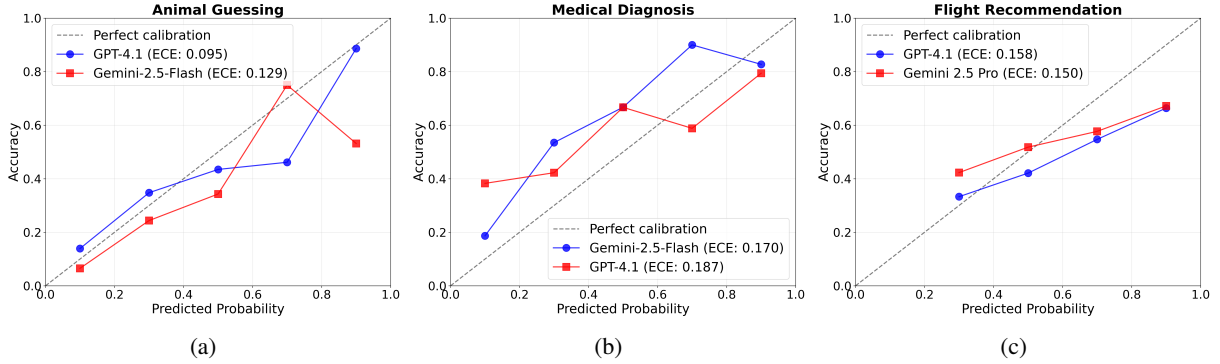 Animal Guessing
Perfect calibration
GPT-4.1 (ECE: 0.095)
Gemini-2.5-Flash (ECE: 0.129)
1.0
0.8
0.6
0.4
0.2
0.0
Accuracy
0.0 0.2 0.4 0.6 0.8 1.0
Predicted Probability
(a)
Medical Diagnosis
1.0
0.8
0.6
0.4
0.2
0.0
Accuracy
Perfect calibration
Gemini-2.5-Flash (ECE: 0.170)
GPT-4.1 (ECE: 0.187)
0.0 0.2 0.4 0.6 0.8 1.0
Predicted Probability
(b)
Flight Recommendation
Perfect calibration
GPT-4.1 (ECE: 0.158)
Gemini 2.5 Pro (ECE: 0.150)
1.0
0.8
0.6
0.4
0.2
0.0
Accuracy
0.0 0.2 0.4 0.6 0.8 1.0
Predicted Probability
(c)